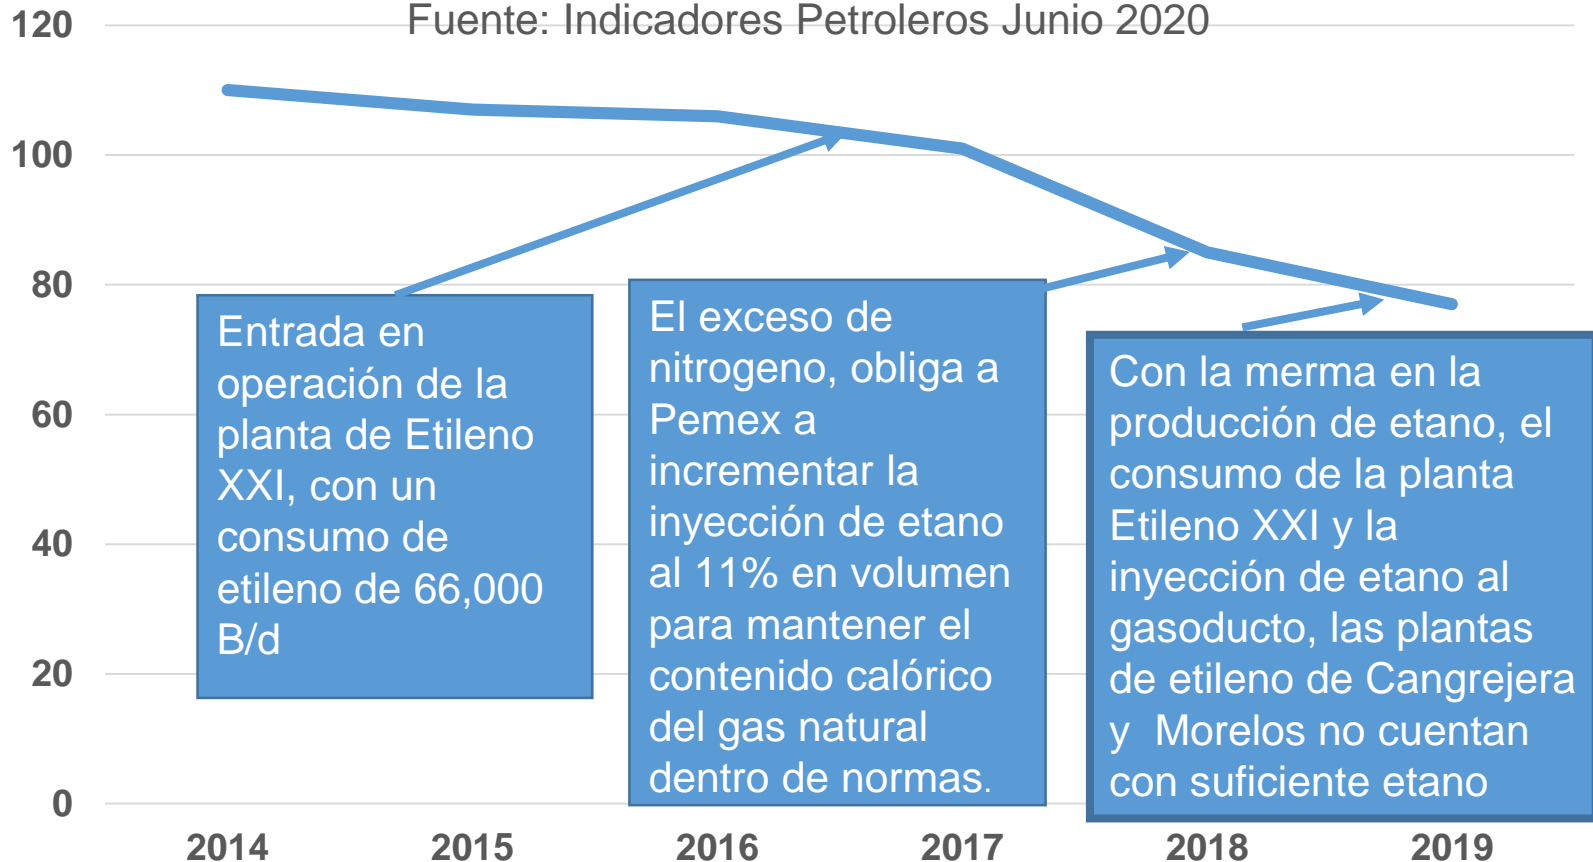 Fuente: Indicadores Petroleros Junio 2020
120
100
80
60
40
20
0
Entrada en
operación de la
planta de Etileno
XXI, con un
consumo de
etileno de 66,000
B/d
El exceso de
nitrogeno, obliga a
Pemex a
incrementar la
inyección de etano
al 11% en volumen
para mantener el
contenido calórico
del gas natural
dentro de normas.
Con la merma en la
producción de etano, el
consumo de la planta
Etileno XXI y la
inyección de etano al
gasoducto, las plantas
de etileno de Cangrejera
y  Morelos no cuentan
con suficiente etano
2014 2015 2016 2017 2018 2019